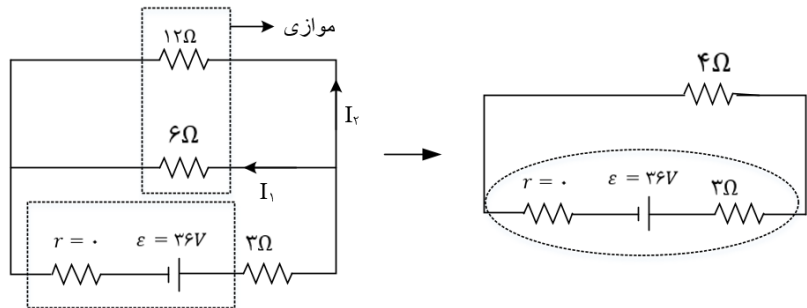 موازی
۱۲Ω
I۲
۶Ω
I۱
r = ۰ ε = ۳۶V ۳Ω
۴Ω
r = ۰ ε = ۳۶V ۳Ω